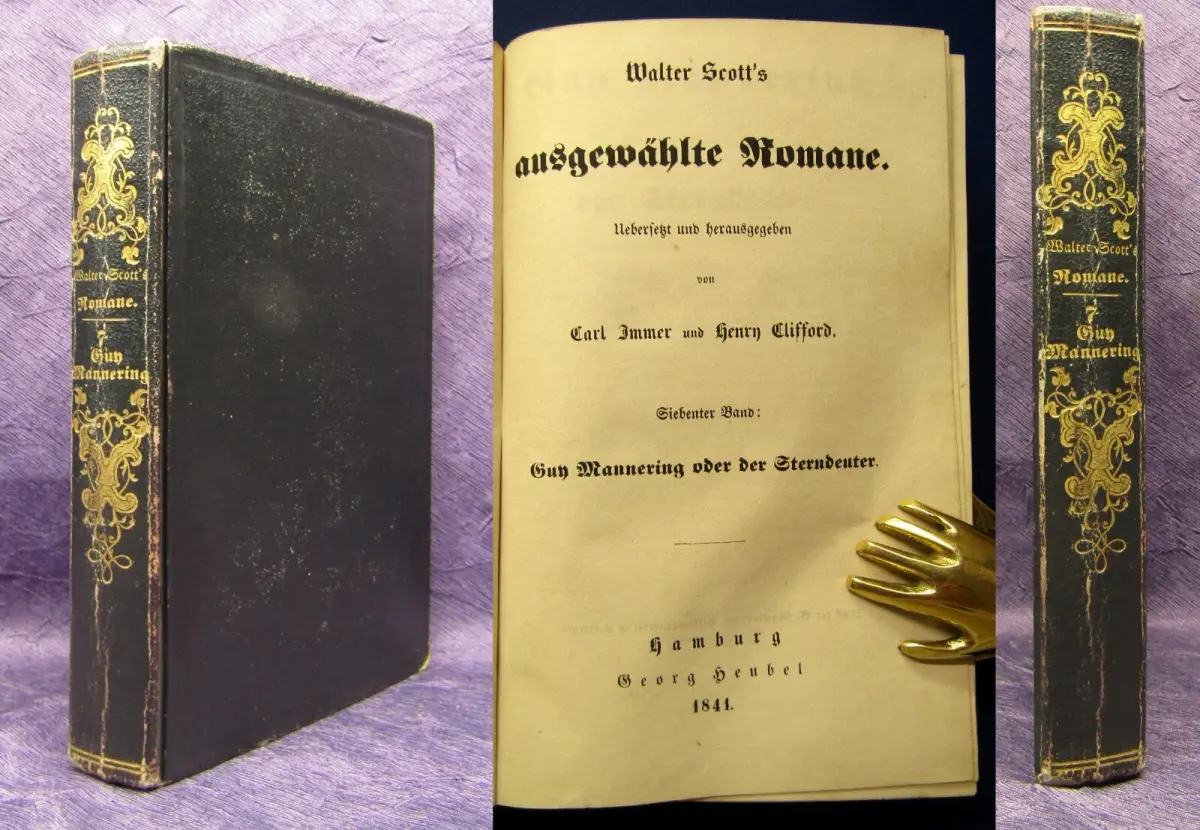 Walter Scott's
Romane.
7
Guy
Mannering
Walter Scott's
ausgewählte Romane.
Uebersetzt und herausgegeben
von
Carl Immer und Henry Clifford.
Siebenter Band:
Guy Mannering oder der Sterndeuter.
Hamburg
Georg Heubel
1841.
Walter Scott's
Romane.
7
Guy
Mannering